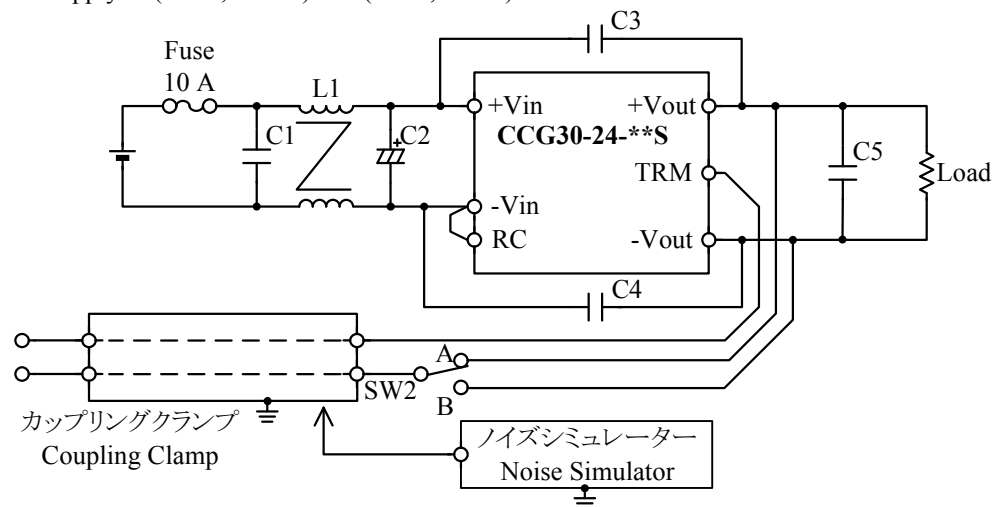 C3
Fuse
10 A
L1
C1
C2
+
+Vin
+Vout
CCG30-24-**S
TRM
C5
Load
-Vin
RC
-Vout
C4
A
SW2
B
カップリングクランプ
Coupling Clamp
ノイズシミュレーター
Noise Simulator